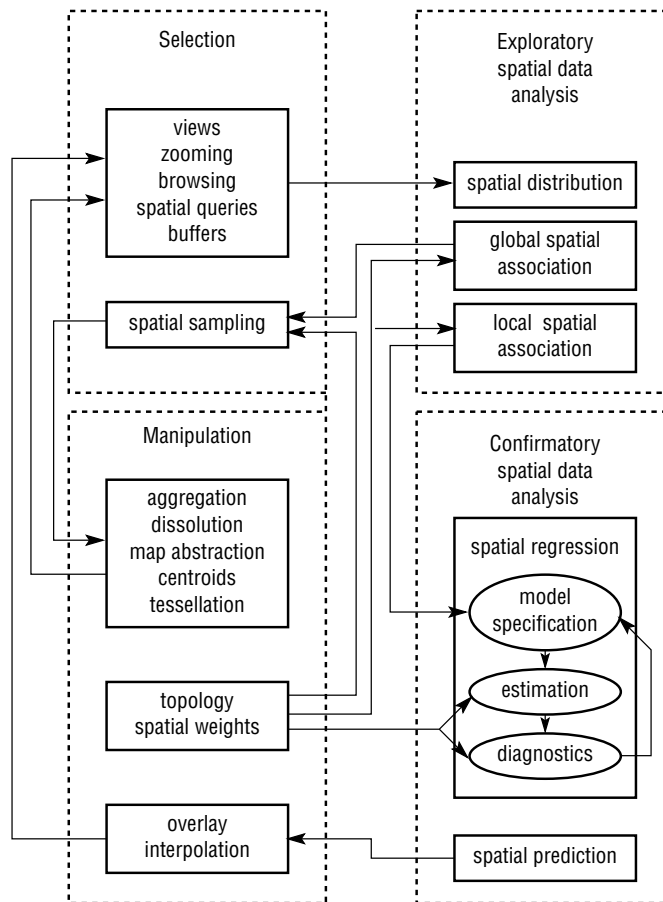 Selection
views
zooming
browsing
spatial queries
buffers
spatial sampling
Exploratory
spatial data
analysis
spatial distribution
global spatial
association
local spatial
association
Manipulation
aggregation
dissolution
map abstraction
centroids
tessellation
topology
spatial weights
overlay
interpolation
Confirmatory
spatial data
analysis
spatial regression
model
specification
estimation
diagnostics
spatial prediction